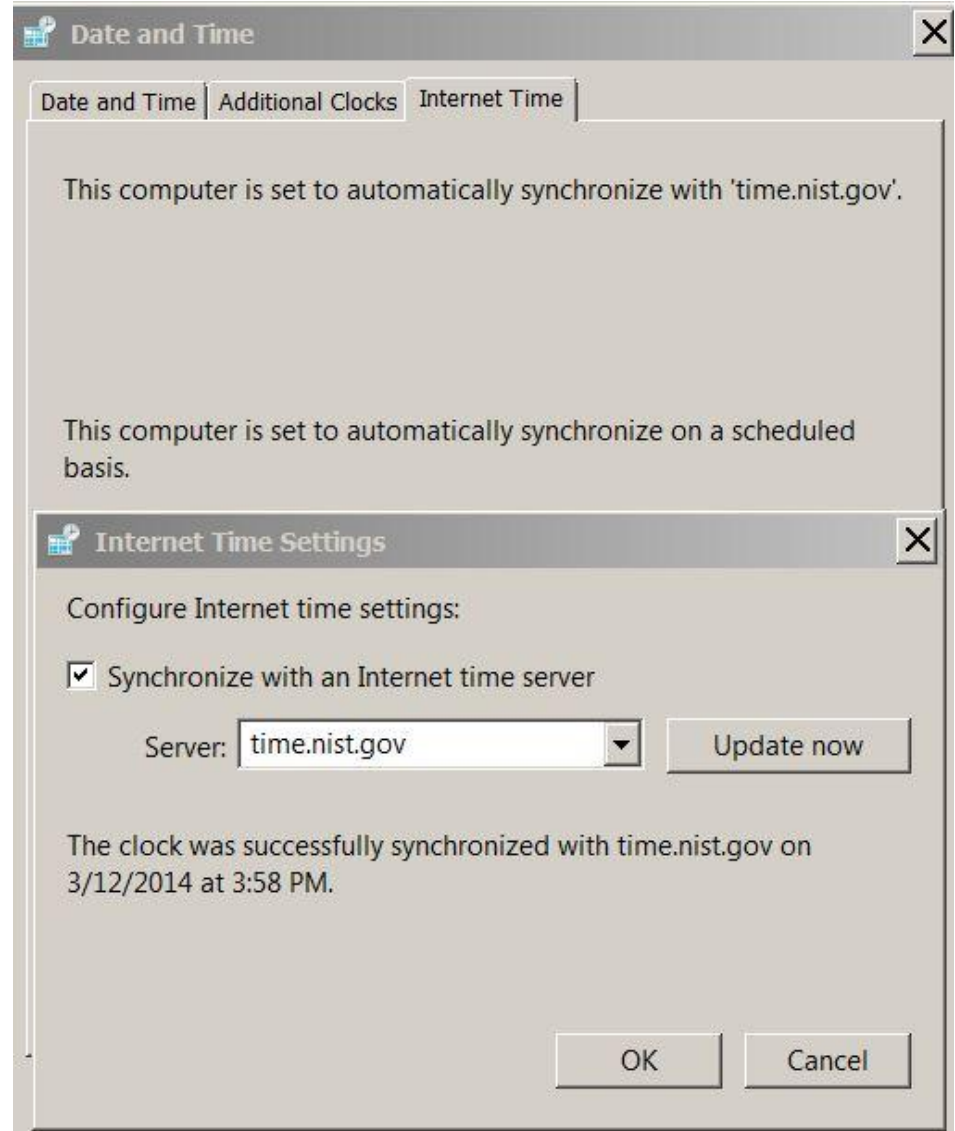 Date and Time
Date and Time
Additional Clocks
Internet Time
This computer is set to automatically synchronize with 'time.nist.gov'.
This computer is set to automatically synchronize on a scheduled
basis.
Internet Time Settings
Configure Internet time settings:
Synchronize with an Internet time server
Server: time.nist.gov
Update now
The clock was successfully synchronized with time.nist.gov on
3/12/2014 at 3:58 PM.
OK
Cancel